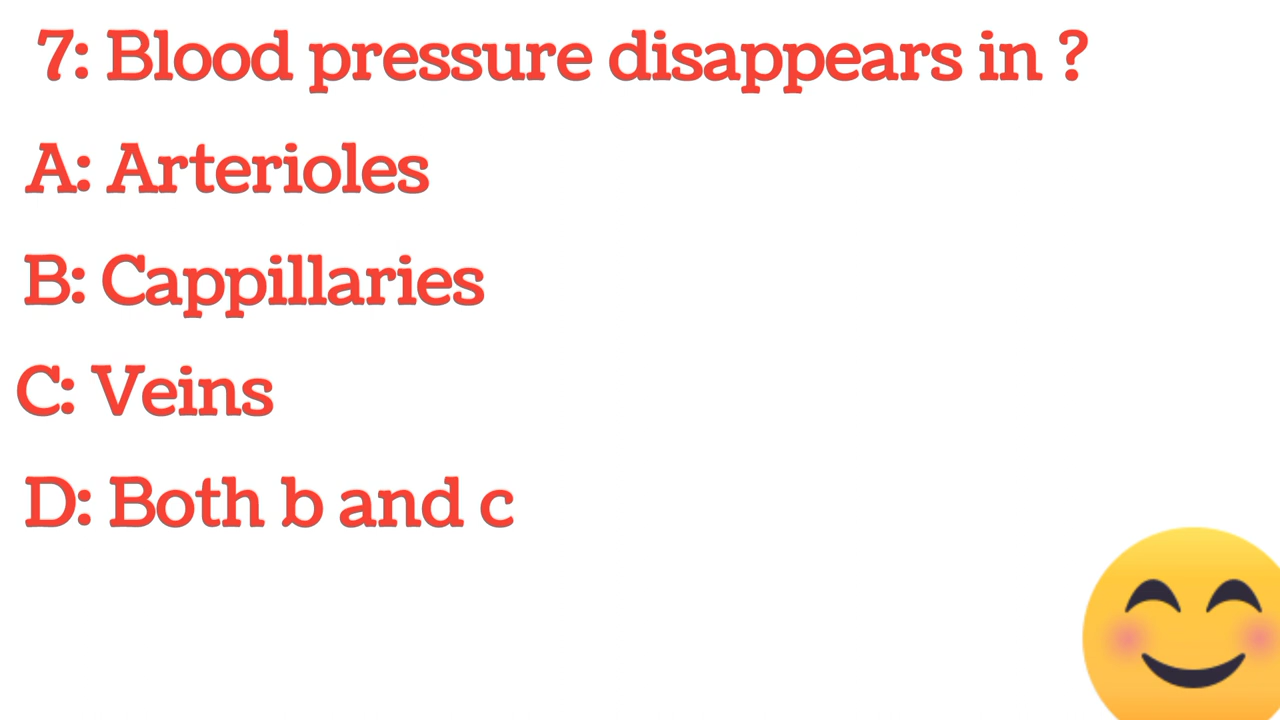 7: Blood pressure disappears in ?
A: Arterioles
B: Cappillaries
C: Veins
D: Both b and c